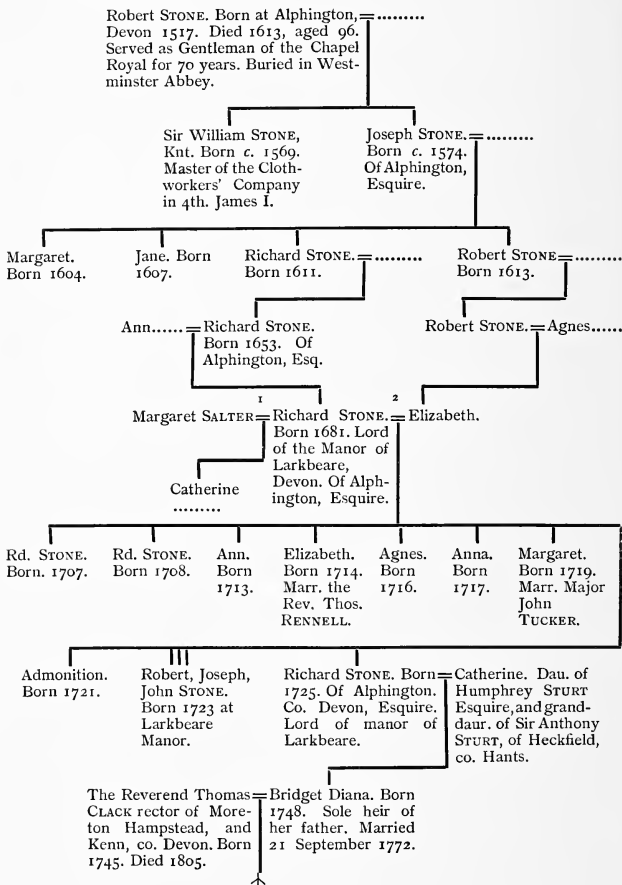 Robert STONE. Born at Alphington, = .........
Devon 1517. Died 1613, aged 96.
Served as Gentleman of the Chapel
Royal for 70 years. Buried in West-
minster Abbey.
Sir William STONE,
Knt. Born c. 1569.
Master of the Cloth-
workers' Company
in 4th. James I.
Joseph STONE. = .........
Born c. 1574.
Of Alphington,
Esquire.
Margaret.
Born 1604.
Jane. Born
1607.
Richard STONE. = .........
Born 1611.
Robert STONE = .........
Born 1613.
Ann...... = Richard STONE.
Born 1653. Of
Alphington, Esq.
Robert STONE. = Agnes......
1 2
Margaret SALTER = Richard STONE. = Elizabeth.
Born 1681. Lord
of the Manor of
Larkbeare,
Devon. Of Alph-
ington, Esquire.
Catherine
.........
Rd. STONE.
Born. 1707.
Rd. STONE.
Born 1708.
Ann.
Born
1713.
Elizabeth.
Born 1714.
Marr. the
Rev. Thos.
RENNELL.
Agnes.
Born
1716.
Anna.
Born
1717.
Margaret.
Born 1719.
Marr. Major
John
TUCKER.
Admonition.
Born 1721.
Robert, Joseph,
John STONE.
Born 1723 at
Larkbeare
Manor.
Richard STONE. Born = Catherine. Dau. of
1725. Of Alphington.
Co. Devon, Esquire.
Lord of manor of
Larkbeare.
Humphrey STURT
Esquire, and grand-
daur. of Sir Anthony
STURT, of Heckfield,
co. Hants.
The Reverend Thomas = Bridget Diana. Born
CLACK rector of More-
ton Hampstead, and
Kenn, co. Devon. Born
1745. Died 1805.
1748. Sole heir of
her father. Married
21 September 1772.